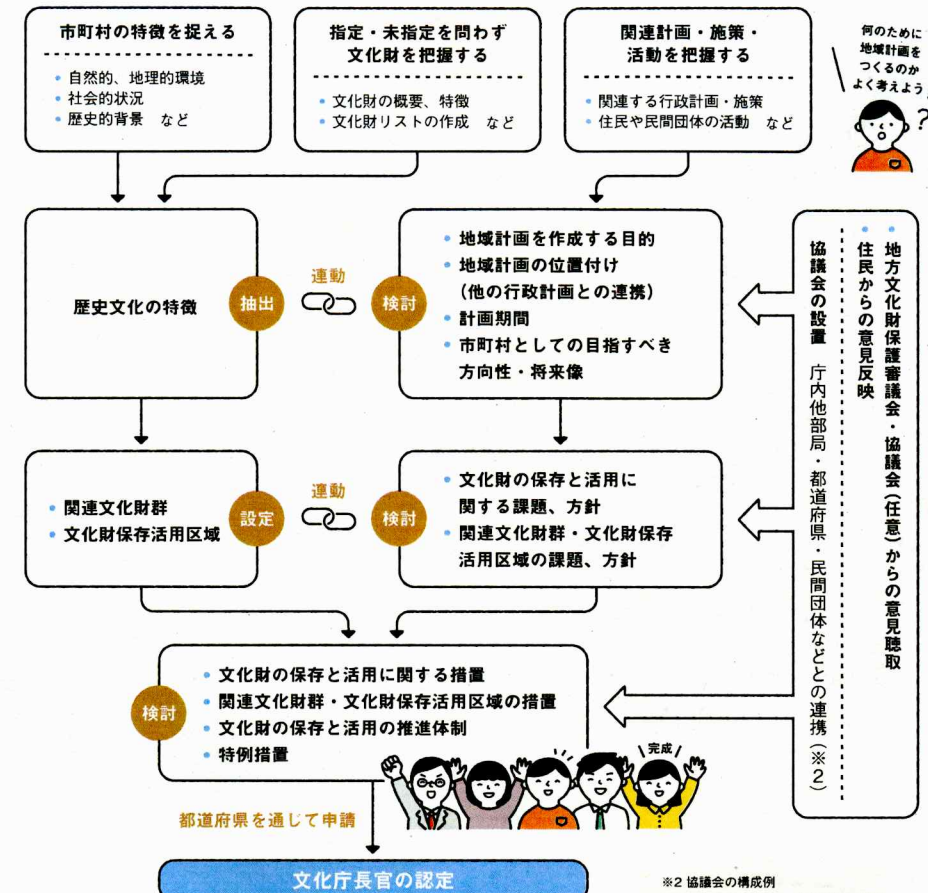 市町村の特徴を捉える
• 自然的、地理的環境
• 社会的状況
• 歴史的背景 など
指定・未指定を問わず
文化財を把握する
• 文化財の概要、特徴
• 文化財リストの作成 など
関連計画・施策・
活動を把握する
• 関連する行政計画・施策
• 住民や民間団体の活動 など
何のために
地域計画を
つくるのか
よく考えよう
?
歴史文化の特徴
抽出
連動
検討
• 地域計画を作成する目的
• 地域計画の位置付け
(他の行政計画との連携)
• 計画期間
• 市町村としての目指すべき
方向性・将来像
• 関連文化財群
• 文化財保存活用区域
設定
連動
検討
• 文化財の保存と活用に
関する課題、方針
• 関連文化財群・文化財保存
活用区域の課題、方針
• 地方文化財保護審議会・協議会(任意)からの意見聴取
• 住民からの意見反映
協議会の設置 庁内他部局・都道府県・民間団体などとの連携(※2)
検討
• 文化財の保存と活用に関する措置
• 関連文化財群・文化財保存活用区域の措置
• 文化財の保存と活用の推進体制
• 特例措置
完成
都道府県を通じて申請
文化庁長官の認定
※2 協議会の構成例